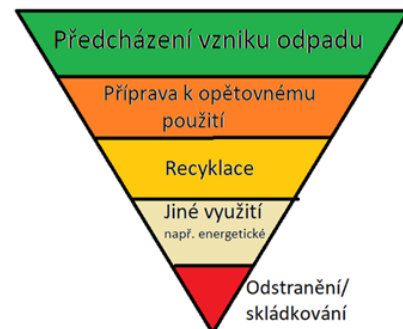 Předcházení vzniku odpadu
Příprava k opětovnému
použití
Recyklace
Jiné využití
např. energetické
Odstranění/
skládkování